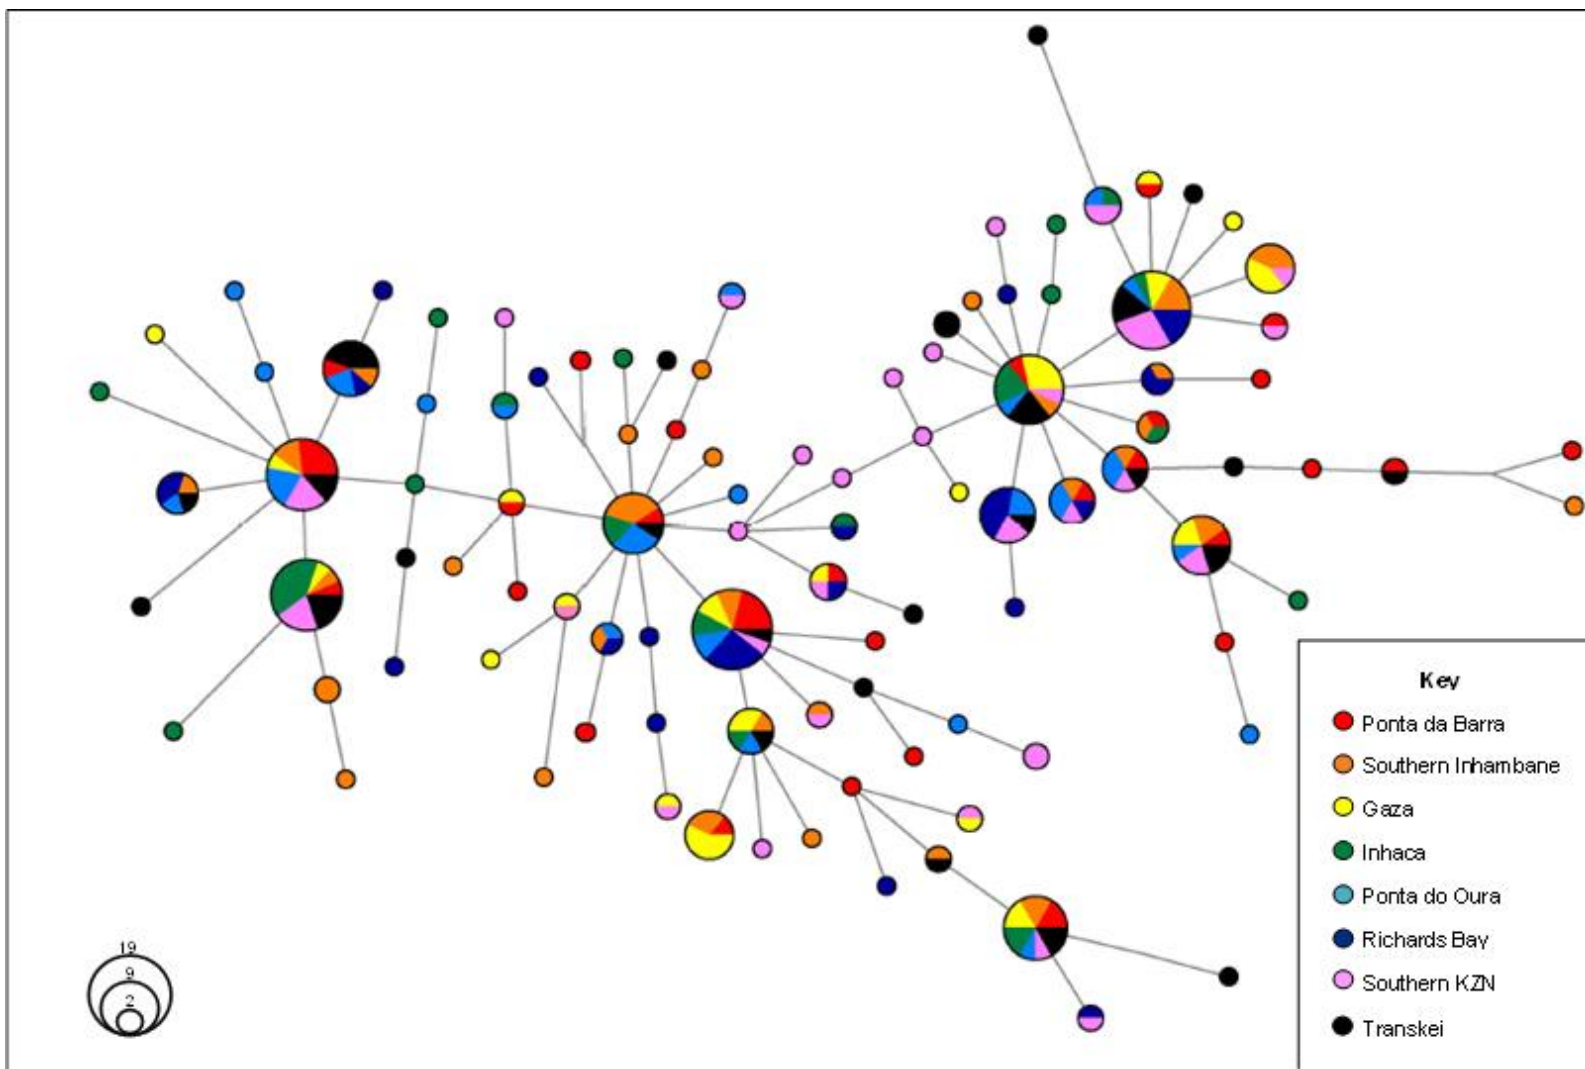 19
9
2
Key
Ponta da Barra
Southern Inhambane
Gaza
Inhaca
Ponta do Oura
Richards Bay
Southern KZN
Transkei